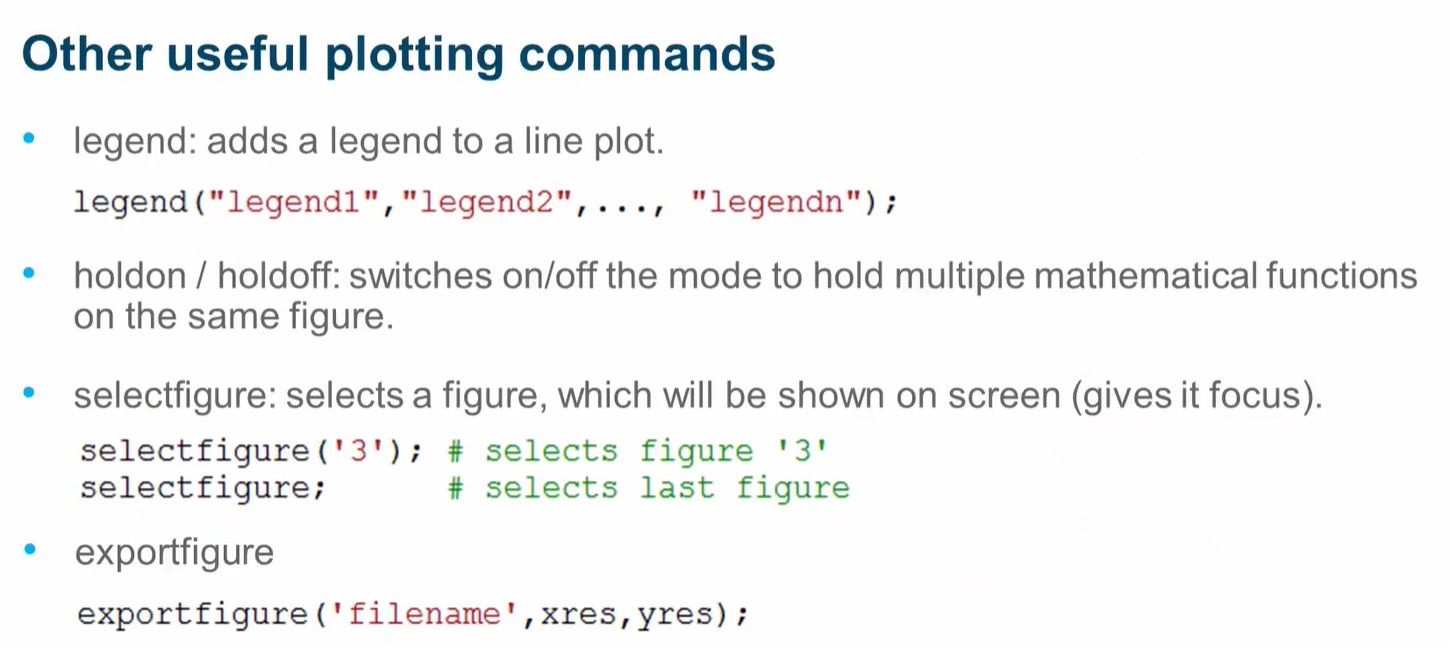 Other useful plotting commands
• legend: adds a legend to a line plot.
legend("legend1","legend2",..., "legendn");
• holdon / holdoff: switches on/off the mode to hold multiple mathematical functions
on the same figure.
• selectfigure: selects a figure, which will be shown on screen (gives it focus).
selectfigure('3'); # selects figure '3'
selectfigure;      # selects last figure
• exportfigure
exportfigure('filename',xres,yres);